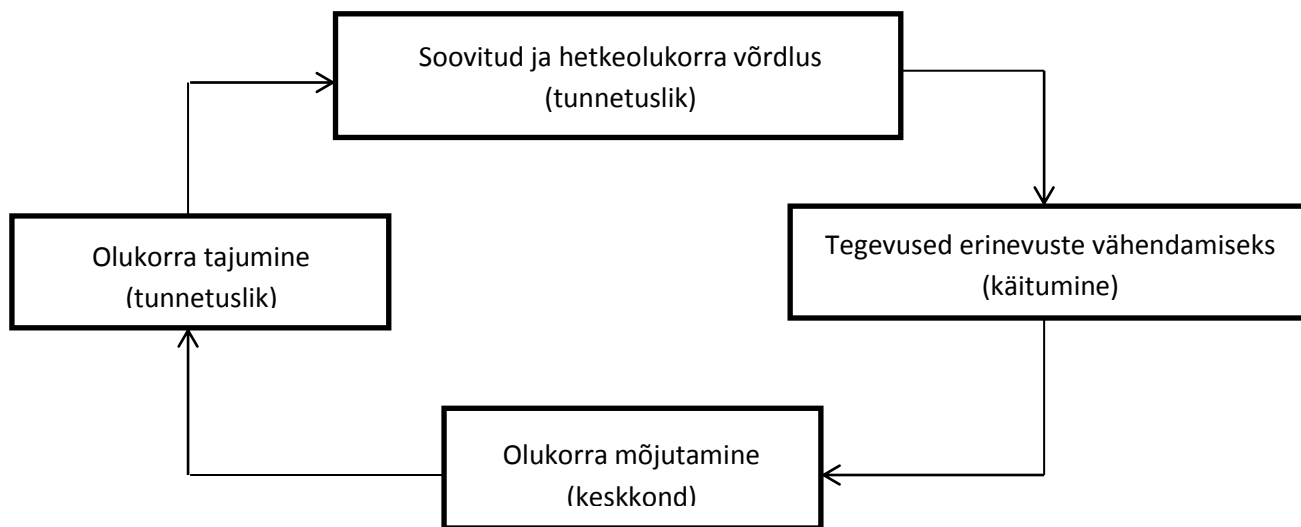 Soovitud ja hetkeolukorra võrdlus
(tunnetuslik)
Tegevused erinevuste vähendamiseks
(käitumine)
Olukorra tajumine
(tunnetuslik)
Olukorra mõjutamine
(keskkond)